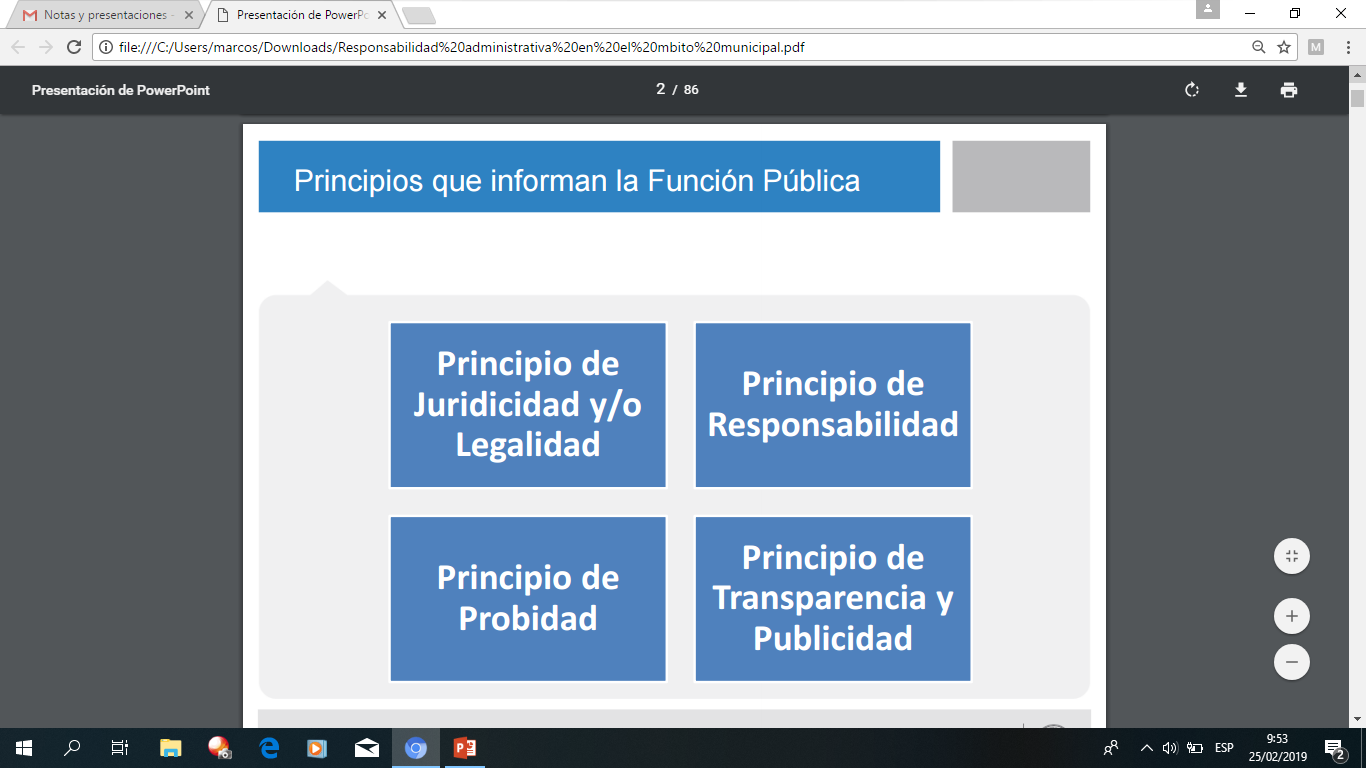 Notas y presentaciones -
Presentación de PowerPo
file:///C:/Users/marcos/Downloads/Responsabilidad%20administrativa%20en%20el%20mbito%20municipal.pdf
M
Presentación de PowerPoint
2 / 86
Principios que informan la Función Pública
Principio de
Juridicidad y/o
Legalidad
Principio de
Responsabilidad
Principio de
Probidad
Principio de
Transparencia y
Publicidad
ESP
9:53
25/02/2019
2